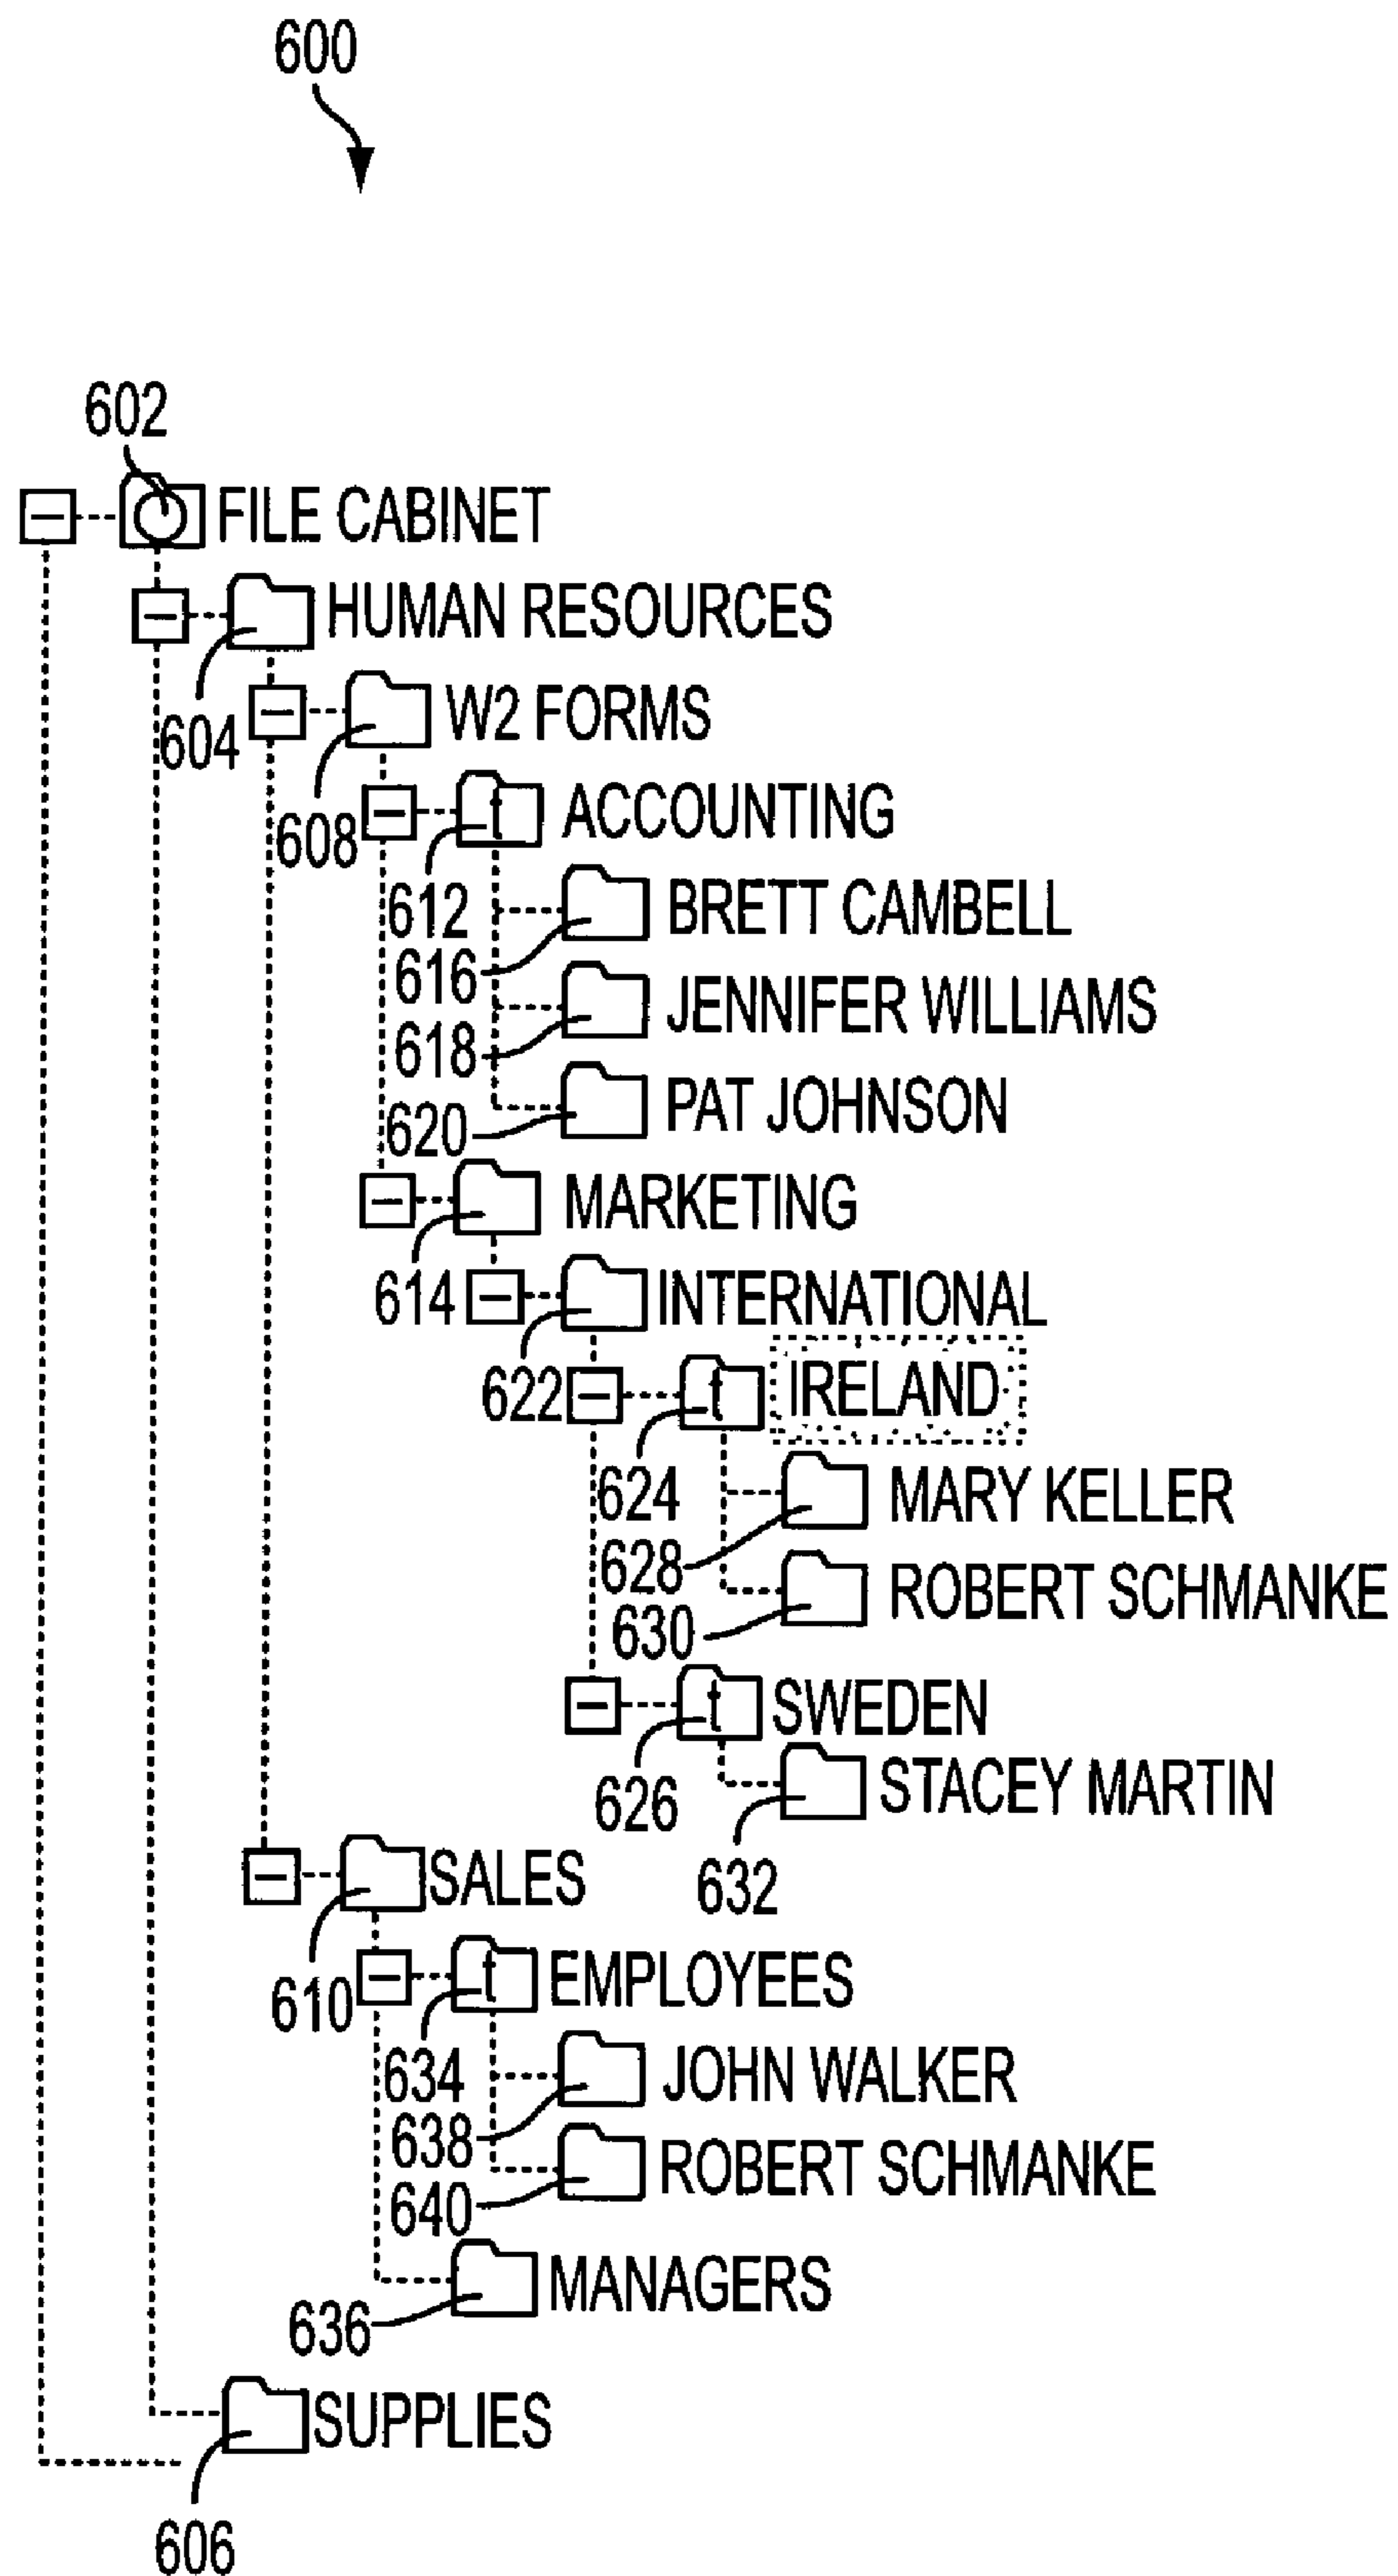 600
602
FILE CABINET
HUMAN RESOURCES
604
W2 FORMS
608
ACCOUNTING
612
BRETT CAMBELL
616
JENNIFER WILLIAMS
618
PAT JOHNSON
620
MARKETING
614
INTERNATIONAL
622
t IRELAND
624
MARY KELLER
628
ROBERT SCHMANKE
630
t SWEDEN
626
STACEY MARTIN
632
SALES
610
t EMPLOYEES
634
JOHN WALKER
638
ROBERT SCHMANKE
640
MANAGERS
636
SUPPLIES
606